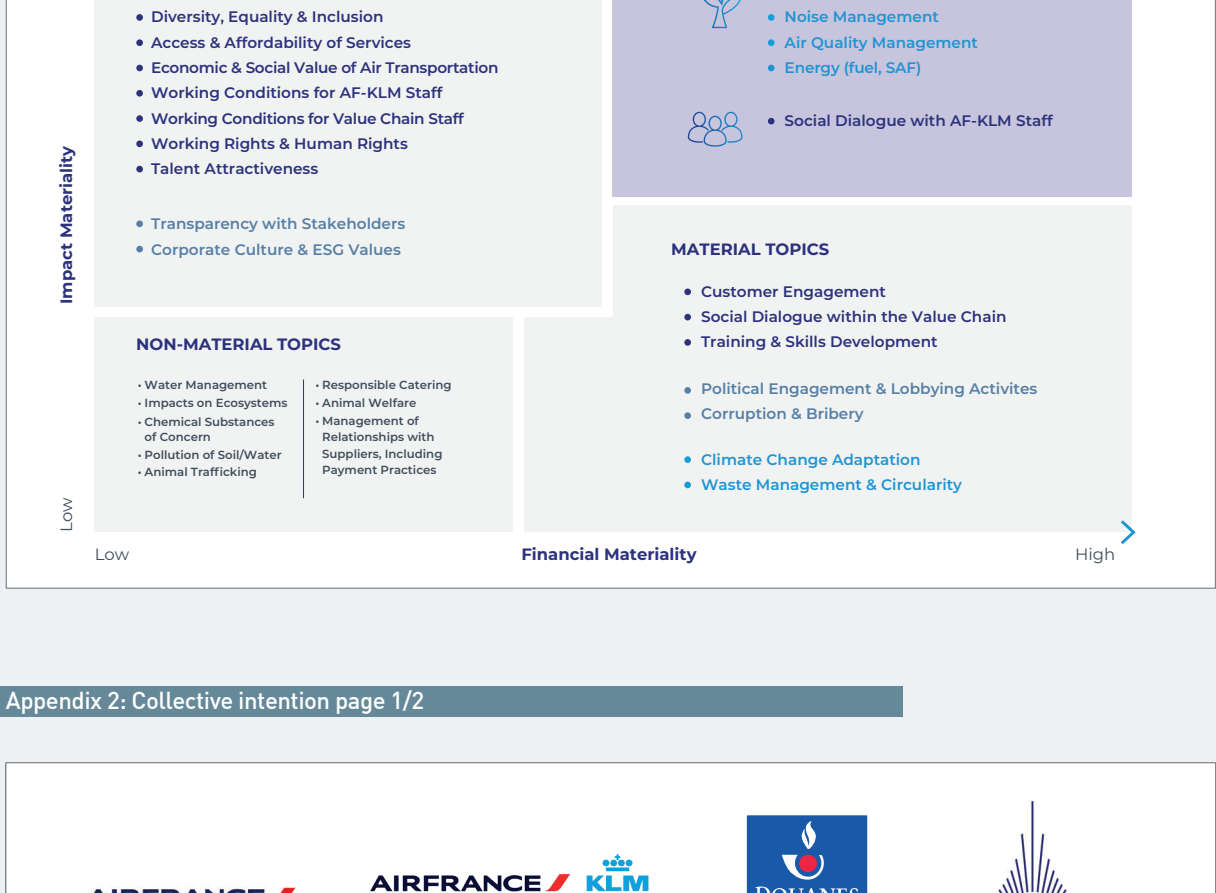 • Diversity, Equality & Inclusion
• Access & Affordability of Services
• Economic & Social Value of Air Transportation
• Working Conditions for AF-KLM Staff
• Working Conditions for Value Chain Staff
• Working Rights & Human Rights
• Talent Attractiveness
• Transparency with Stakeholders
• Corporate Culture & ESG Values
• Noise Management
• Air Quality Management
• Energy (fuel, SAF)
• Social Dialogue with AF-KLM Staff
Impact Materiality
MATERIAL TOPICS
• Customer Engagement
• Social Dialogue within the Value Chain
• Training & Skills Development
• Political Engagement & Lobbying Activites
• Corruption & Bribery
• Climate Change Adaptation
• Waste Management & Circularity
NON-MATERIAL TOPICS
• Water Management
• Impacts on Ecosystems
• Chemical Substances
of Concern
• Pollution of Soil/Water
• Animal Trafficking
• Responsible Catering
• Animal Welfare
• Management of
Relationships with
Suppliers, Including
Payment Practices
Low
Low
Financial Materiality
High
Appendix 2: Collective intention page 1/2
AIRFRANCE
AIRFRANCE KLM
DOUANES